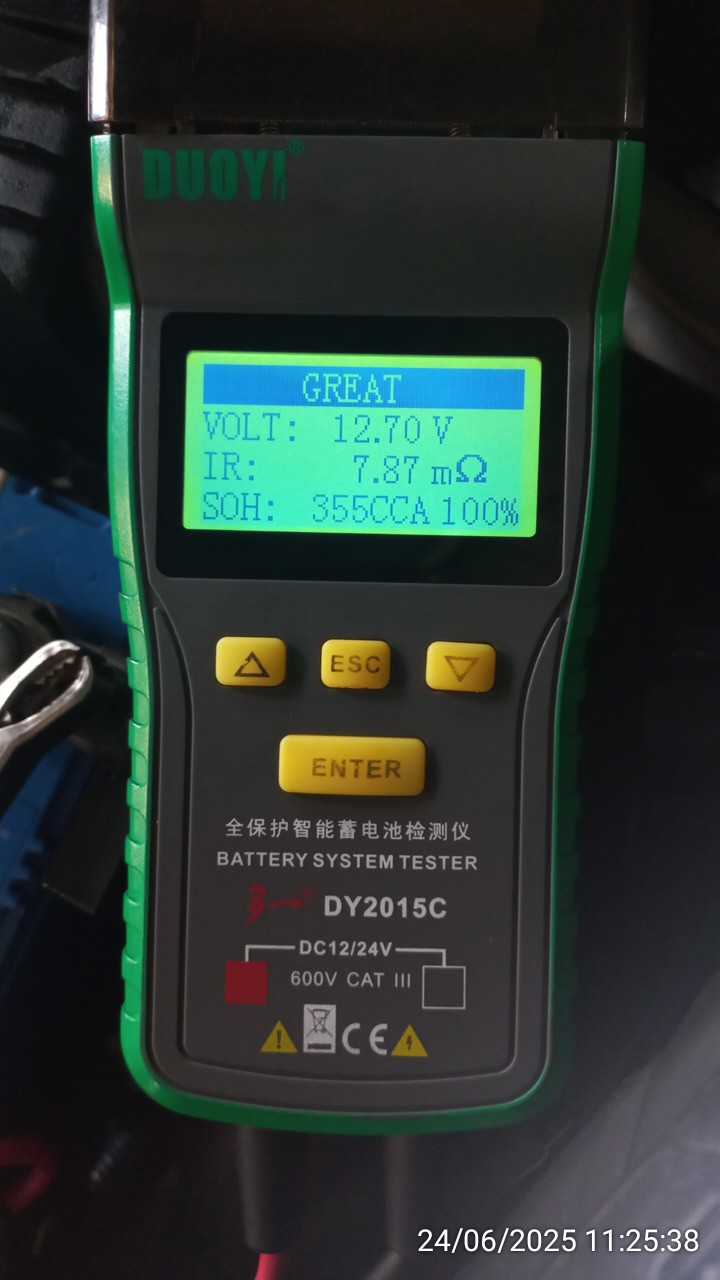 DUOYI®
GREAT
VOLT: 12.70 V
IR: 7.87 mΩ
SOH: 355CCA 100%
ESC
ENTER
全保护智能蓄电池检测仪
BATTERY SYSTEM TESTER
多一® DY2015C
DC12/24V
600V CAT III
CE
24/06/2025 11:25:38